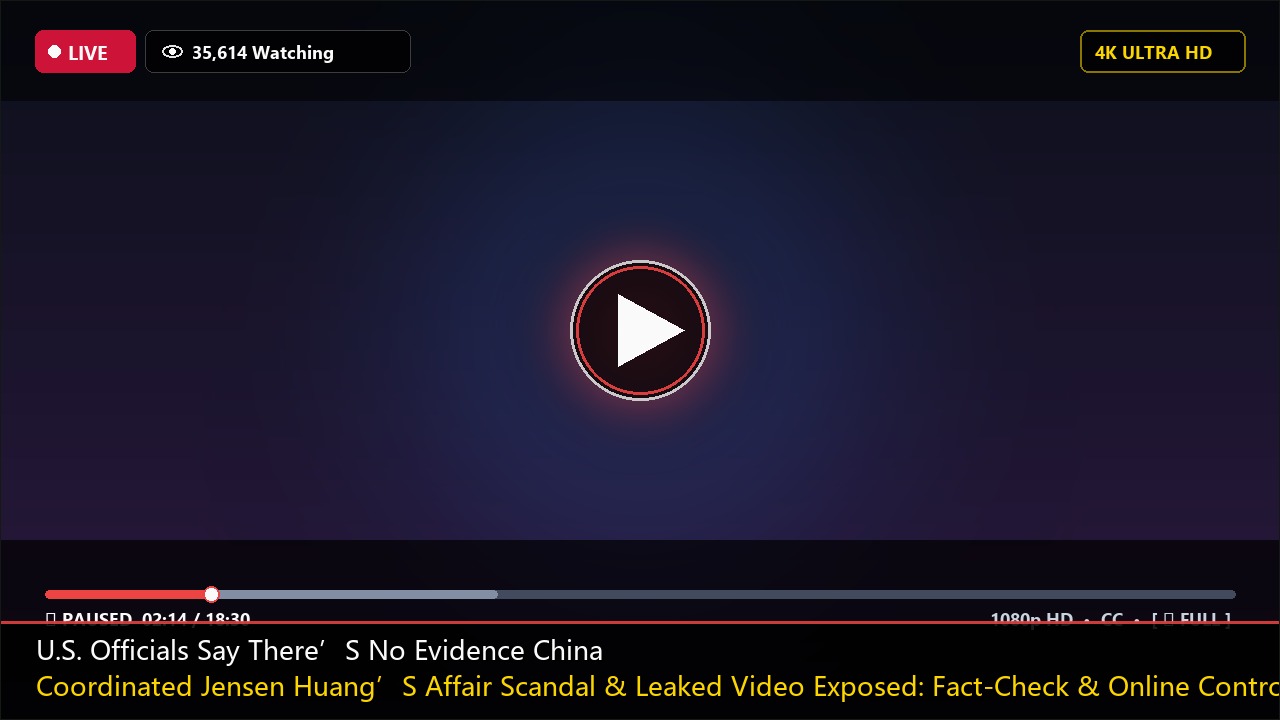 LIVE
35,614 Watching
4K ULTRA HD
PAUSED 02:14 / 18:30
1080p HD • CC • [ FULL ]
U.S. Officials Say There’ S No Evidence China
Coordinated Jensen Huang’ S Affair Scandal & Leaked Video Exposed: Fact-Check & Online Contro